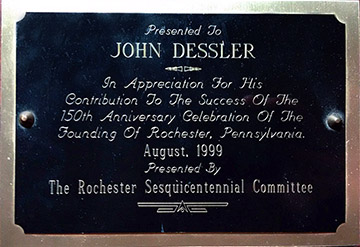 Presented To
JOHN DESSLER
In Appreciation For His
Contribution To The Success Of The
150th Anniversary Celebration Of The
Founding Of Rochester, Pennsylvania.
August, 1999
Presented By
The Rochester Sesquicentennial Committee